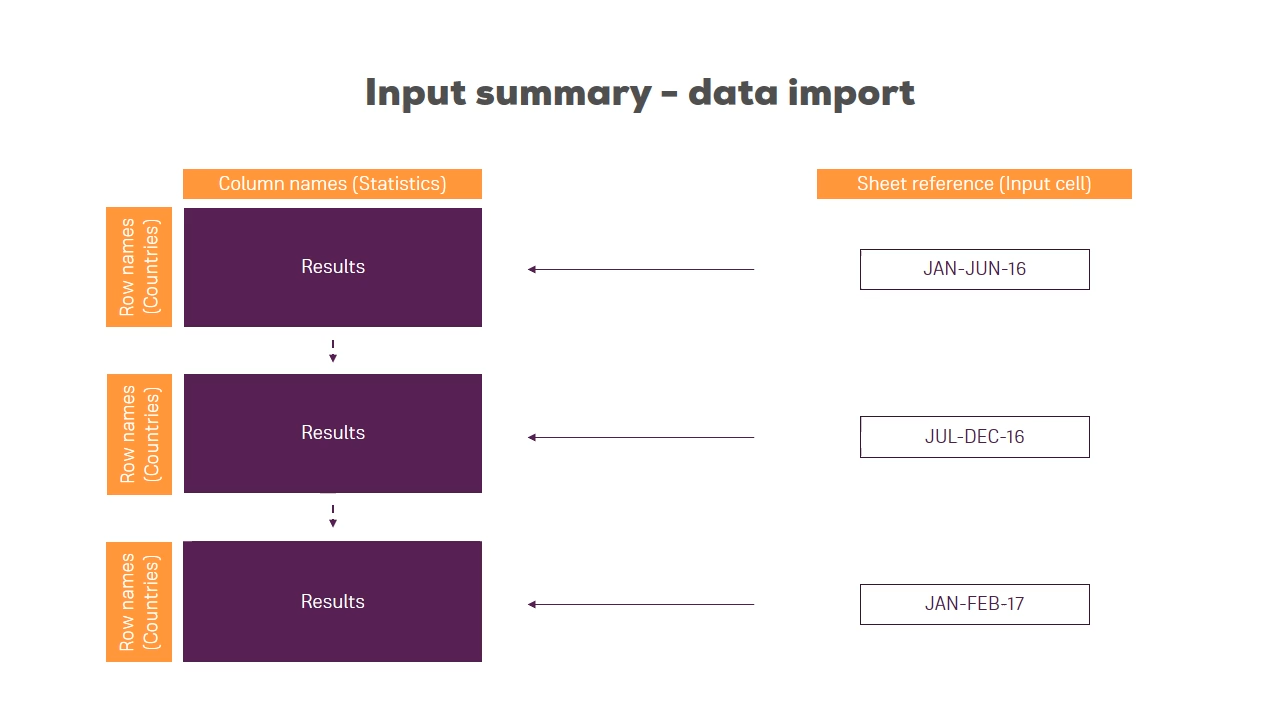 Input summary – data import
Column names (Statistics)
Sheet reference (Input cell)
Row names
(Countries)
Results
JAN-JUN-16
Row names
(Countries)
Results
JUL-DEC-16
Row names
(Countries)
Results
JAN-FEB-17